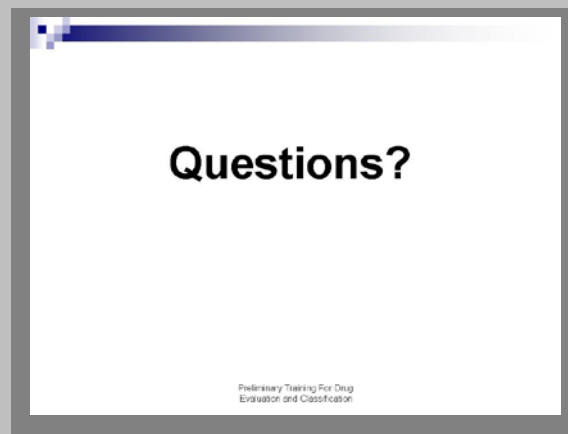 Questions?
Preliminary Training For Drug
Evaluation and Classification